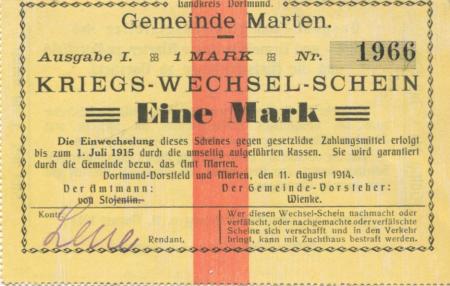 Landkreis Dortmund.
Gemeinde Marten.
Ausgabe I. 1 MARK Nr. 1966
KRIEGS-WECHSEL-SCHEIN
Eine Mark
Die Einwechselung dieses Scheines gegen gesetzliche Zahlungsmittel erfolgt
bis zum 1. Juli 1915 durch die umseitig aufgeführten Kassen. Sie wird garantiert
durch die Gemeinde bezw. das Amt Marten.
Dortmund-Dorstfeld und Marten, den 11. August 1914.
Der Amtmann: Der Gemeinde-Vorsteher:
von Stojentin. Wienke.
Kontr
Rendant,
Wer diesen Wechsel-Schein nachmacht oder
verfälscht, oder nachgemachte oder verfälschte
Scheine sich verschafft und in den Verkehr
bringt, kann mit Zuchthaus bestraft werden.